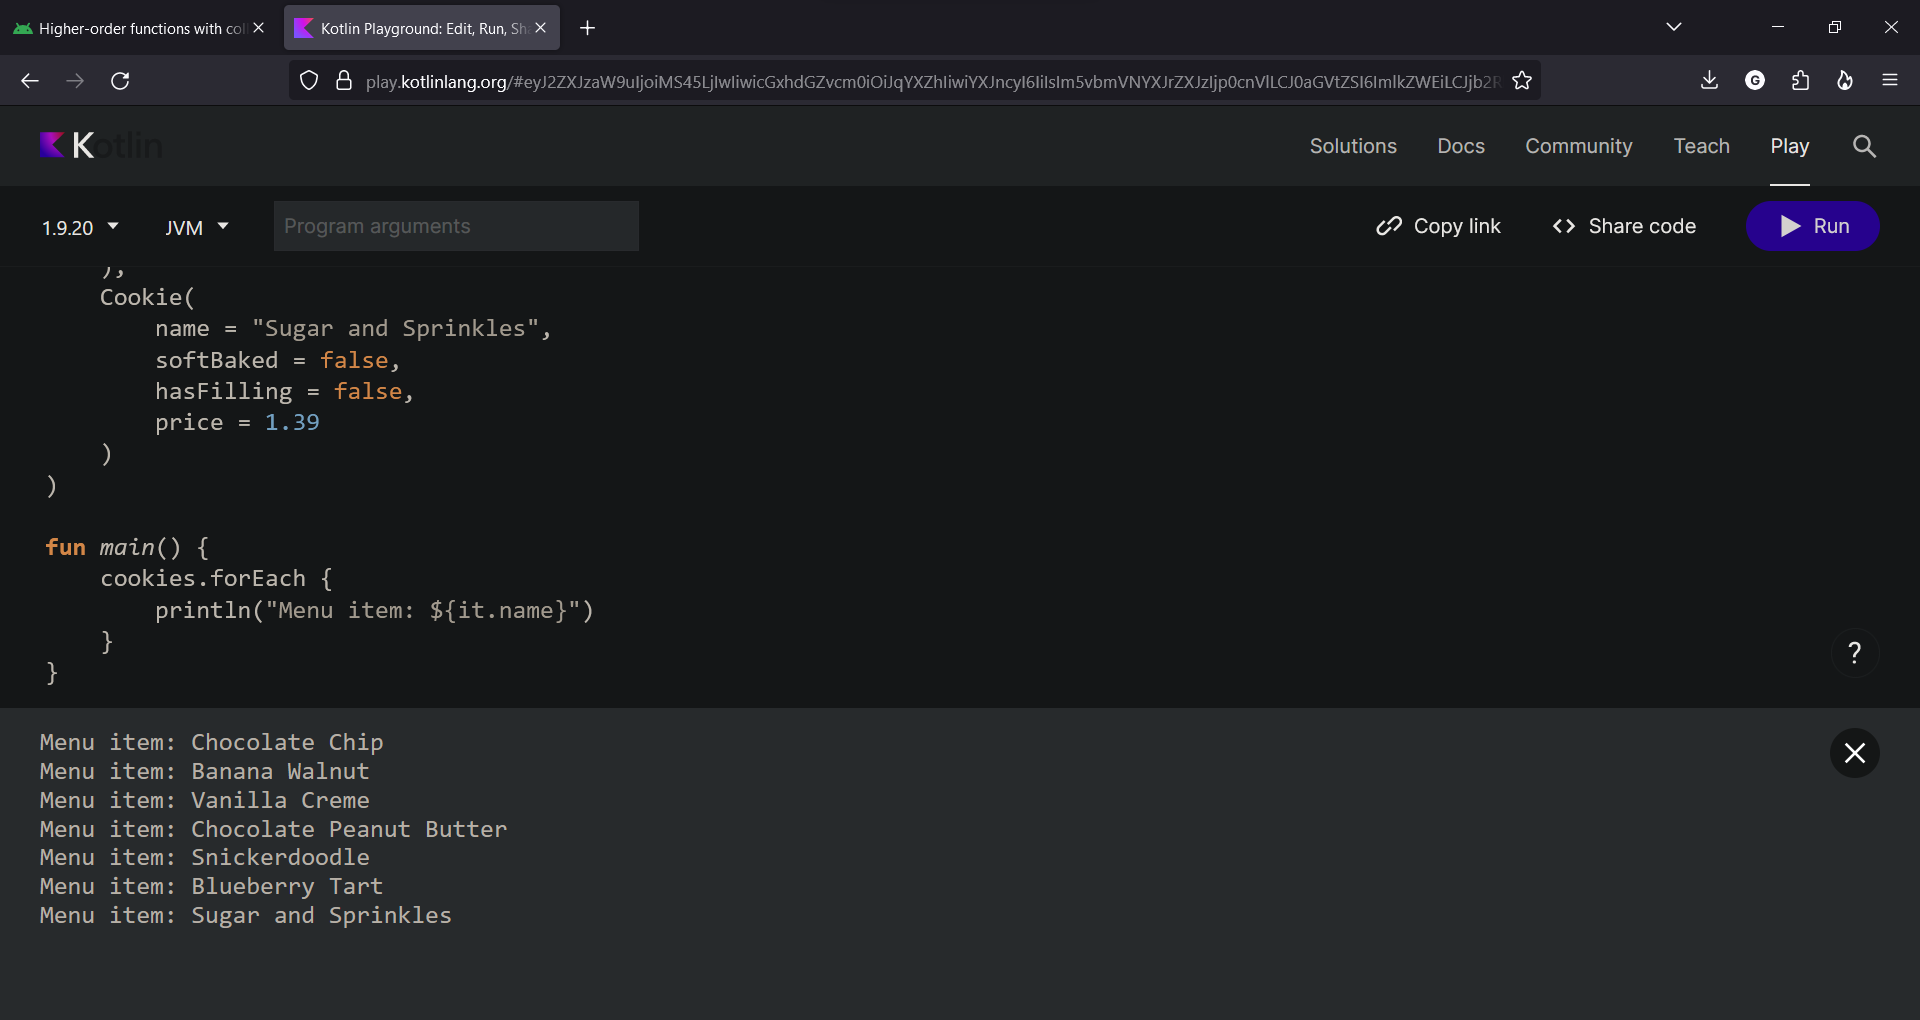 Higher-order functions with col
Kotlin Playground: Edit, Run, Sha
play.kotlinlang.org/#eyJ2ZXJzaW9uIjoiMS45LjIwIiwicGxhdGZvcm0iOiJqYXZhIiwiYXJncyI6IiIsIm5vbmVNYXJrZXJzIjp0cnVlLCJ0aGVtZSI6ImlkZWEiLCJjb2R
G
Kotlin
Solutions Docs Community Teach Play
1.9.20 JVM Program arguments Copy link <> Share code Run
),
Cookie(
name = "Sugar and Sprinkles",
softBaked = false,
hasFilling = false,
price = 1.39
)
)
fun main() {
cookies.forEach {
println("Menu item: ${it.name}")
}
}
?
Menu item: Chocolate Chip
Menu item: Banana Walnut
Menu item: Vanilla Creme
Menu item: Chocolate Peanut Butter
Menu item: Snickerdoodle
Menu item: Blueberry Tart
Menu item: Sugar and Sprinkles